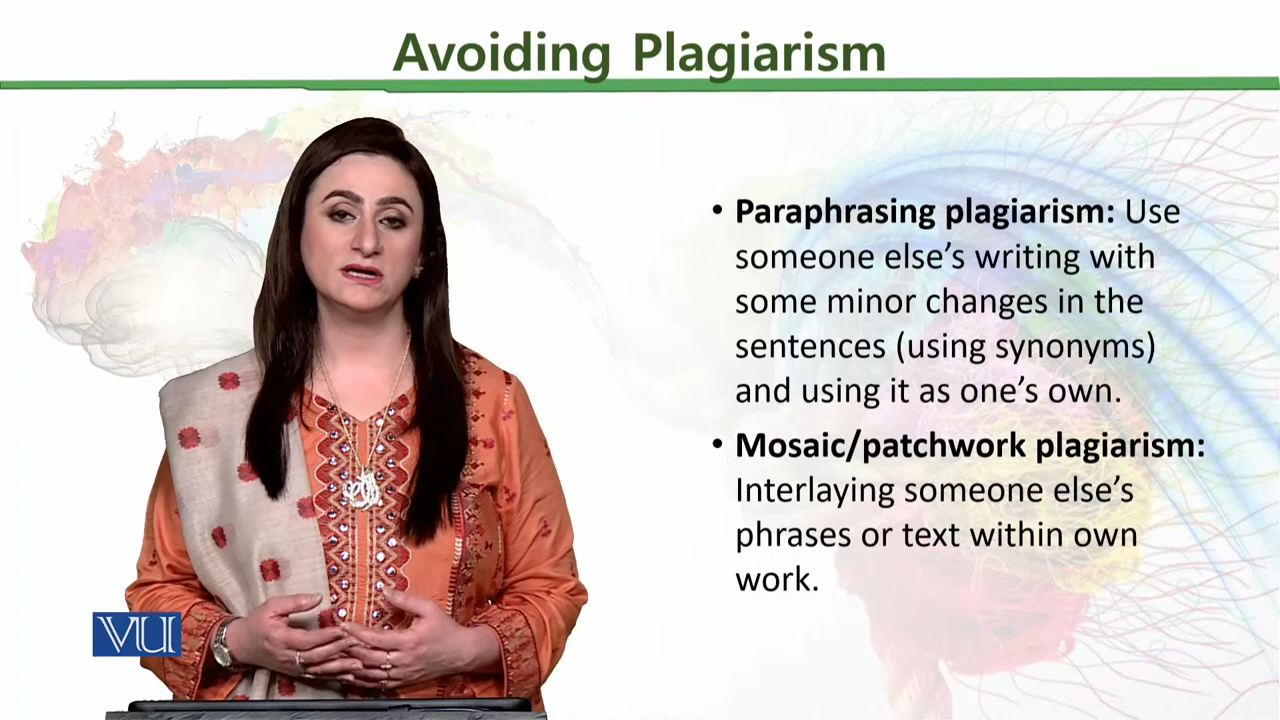 Avoiding Plagiarism
• Paraphrasing plagiarism: Use
someone else’s writing with
some minor changes in the
sentences (using synonyms)
and using it as one’s own.
• Mosaic/patchwork plagiarism:
Interlaying someone else’s
phrases or text within own
work.
VU